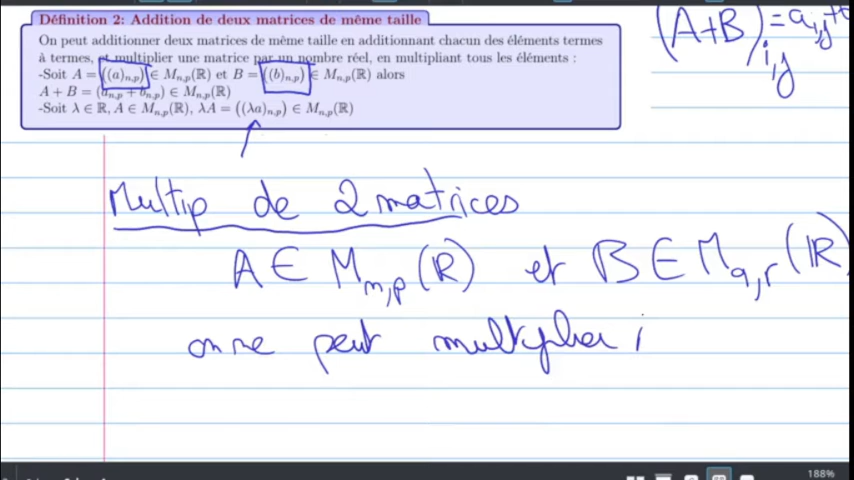 Définition 2: Addition de deux matrices de même taille
On peut additionner deux matrices de même taille en additionnant chacun des éléments termes
à termes, et multiplier une matrice par un nombre réel, en multipliant tous les éléments :
-Soit A = ((a)n,p) ∈ Mn,p(ℝ) et B = ((b)n,p) ∈ Mn,p(ℝ) alors
A + B = (an,p + bn,p) ∈ Mn,p(ℝ)
-Soit λ ∈ ℝ, A ∈ Mn,p(ℝ), λA = ((λa)n,p) ∈ Mn,p(ℝ)
(A+B)i,j = ai,j +
Multip de 2 matrices
A ∈ Mn,p(ℝ) et B ∈ Mq,r(ℝ)
on ne peut multiplier
188%